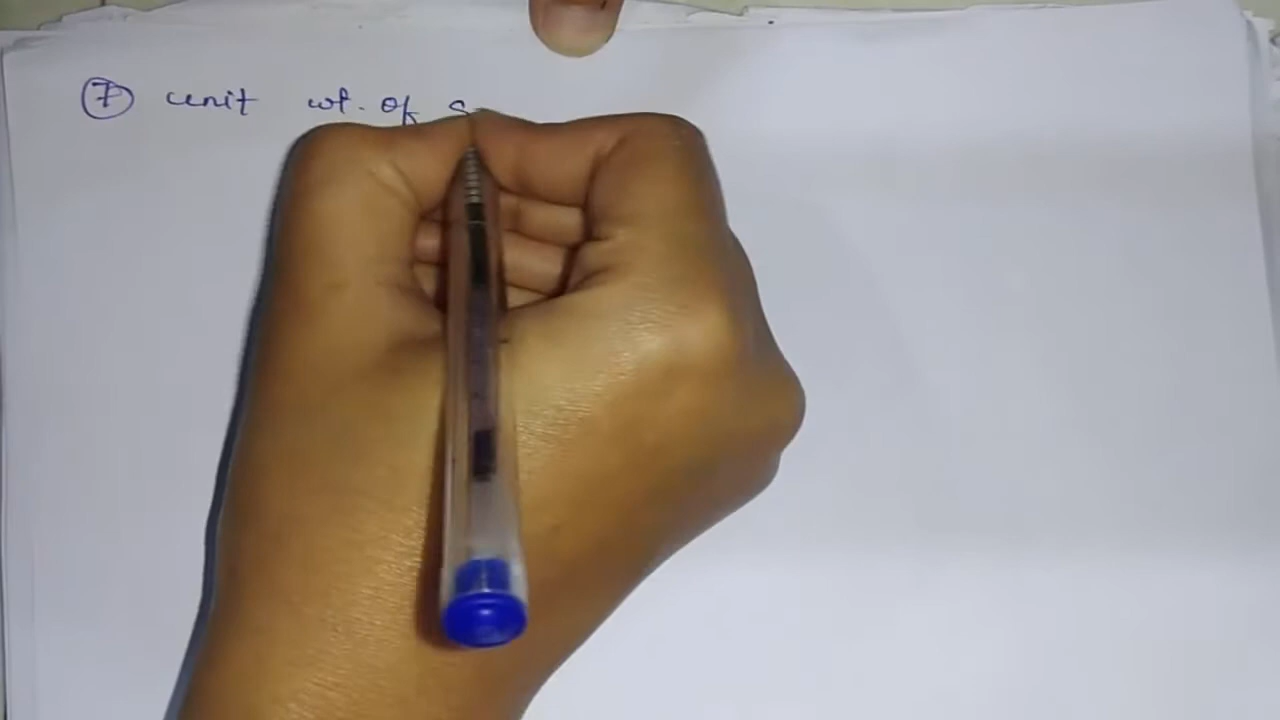 ⑦ unit wt. of s